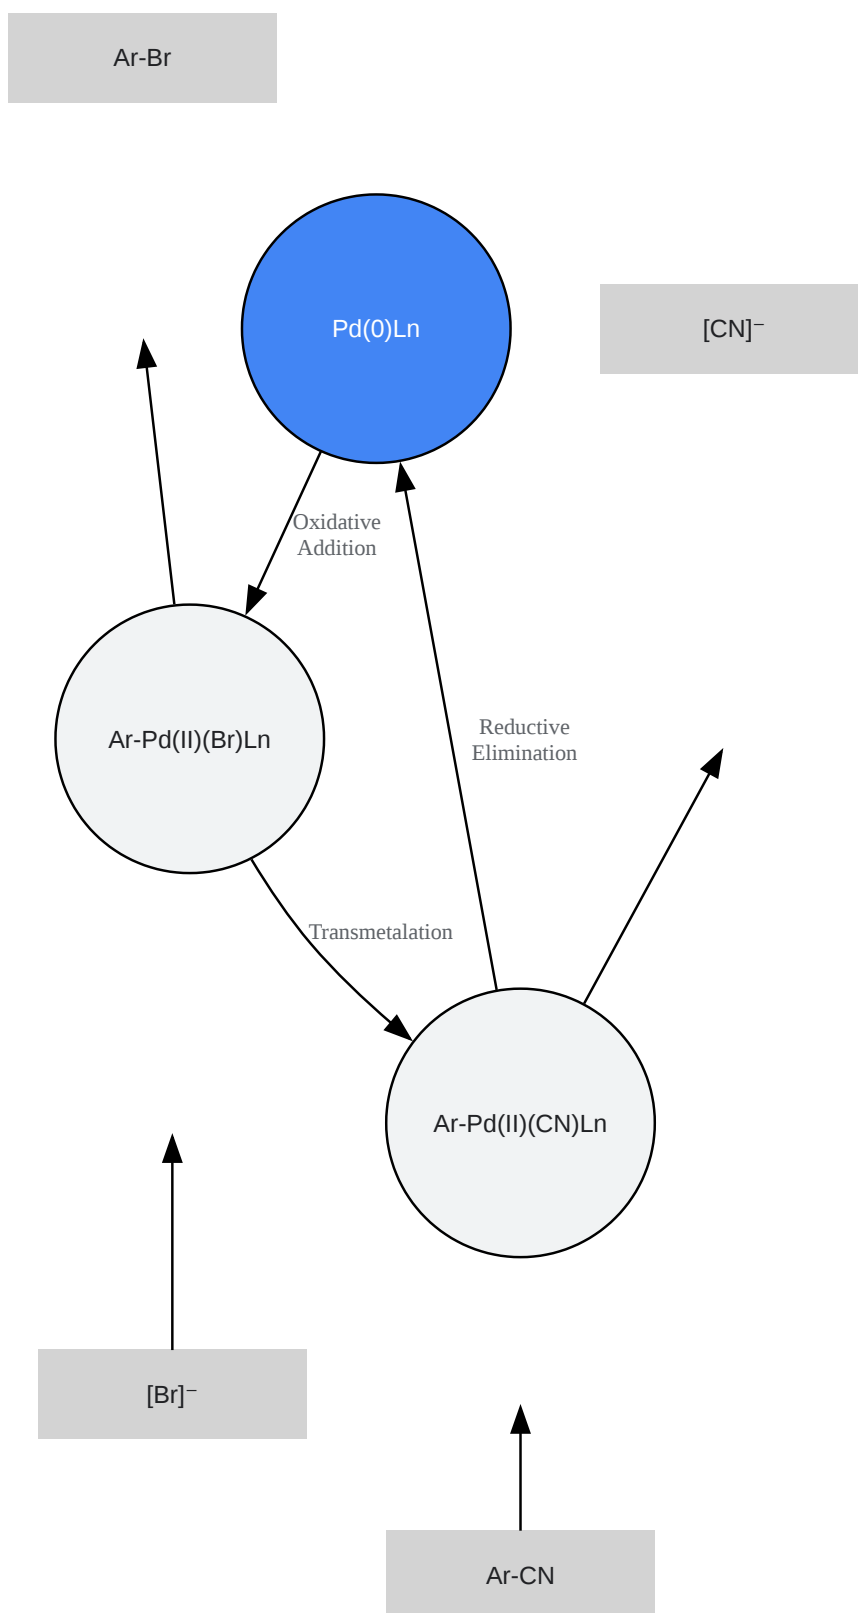 Ar-Br
Pd(0)Ln
[CN]⁻
Oxidative
Addition
Reductive
Elimination
Ar-Pd(II)(Br)Ln
Transmetalation
Ar-Pd(II)(CN)Ln
[Br]⁻
Ar-CN